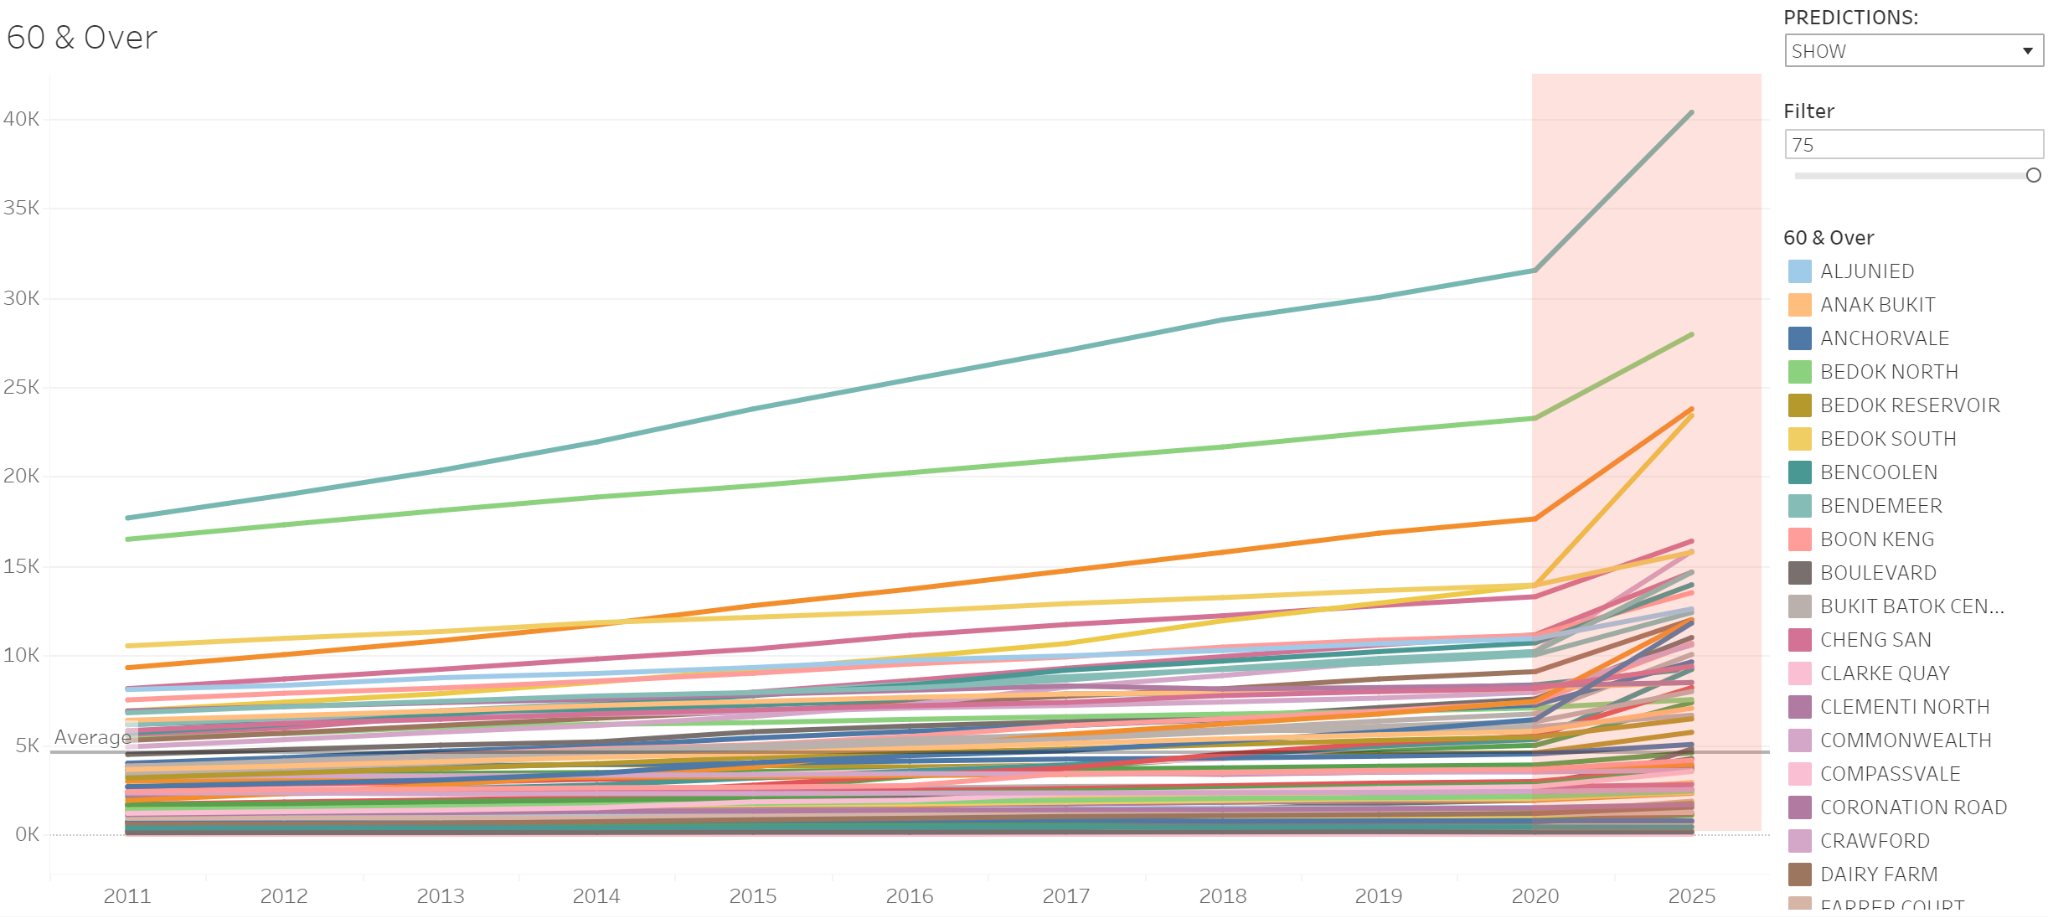 60 & Over
40K
35K
30K
25K
20K
15K
10K
5K
0K
Average
2011 2012 2013 2014 2015 2016 2017 2018 2019 2020 2025
PREDICTIONS:
SHOW
Filter
75
60 & Over
ALJUNIED
ANAK BUKIT
ANCHORVALE
BEDOK NORTH
BEDOK RESERVOIR
BEDOK SOUTH
BENCOOLEN
BENDEMEER
BOON KENG
BOULEVARD
BUKIT BATOK CEN...
CHENG SAN
CLARKE QUAY
CLEMENTI NORTH
COMMONWEALTH
COMPASSVALE
CORONATION ROAD
CRAWFORD
DAIRY FARM
FARRER COURT